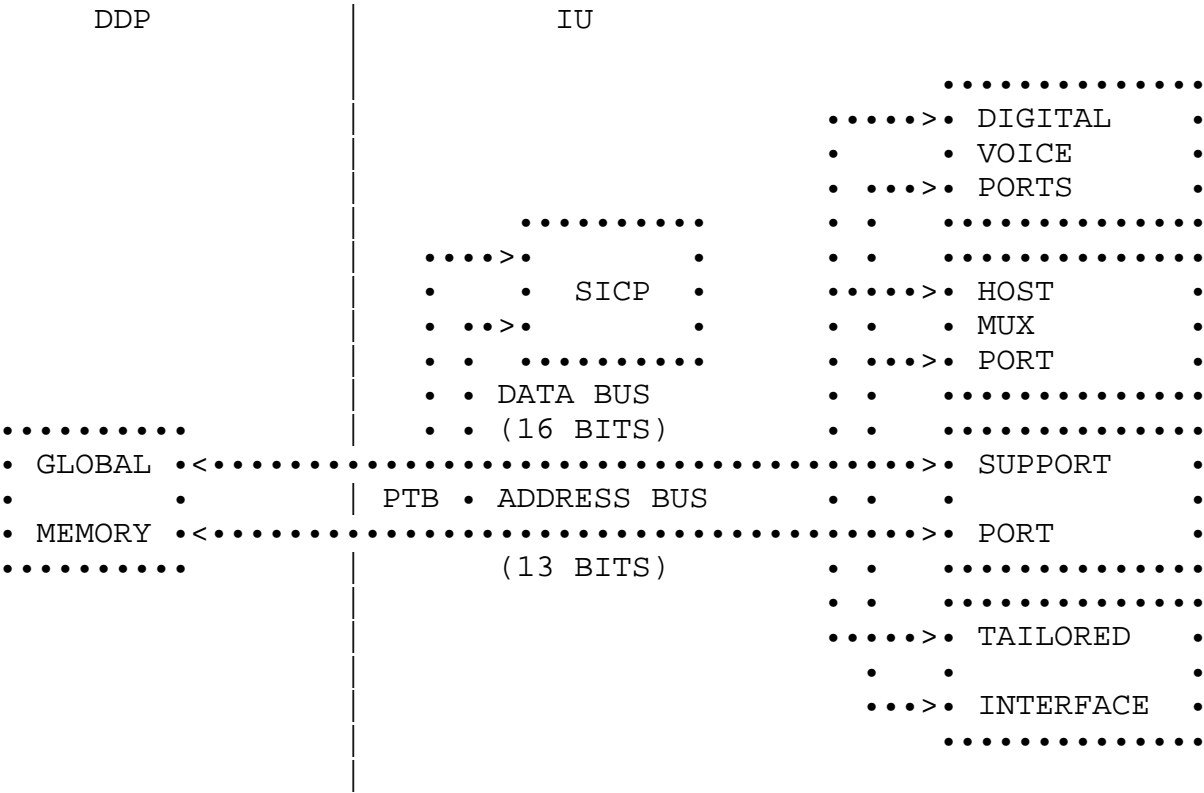 DDP IU
DIGITAL
VOICE
PORTS
SICP HOST
MUX
PORT
DATA BUS
(16 BITS)
GLOBAL SUPPORT
PTB ADDRESS BUS
MEMORY PORT
(13 BITS)
TAILORED
INTERFACE